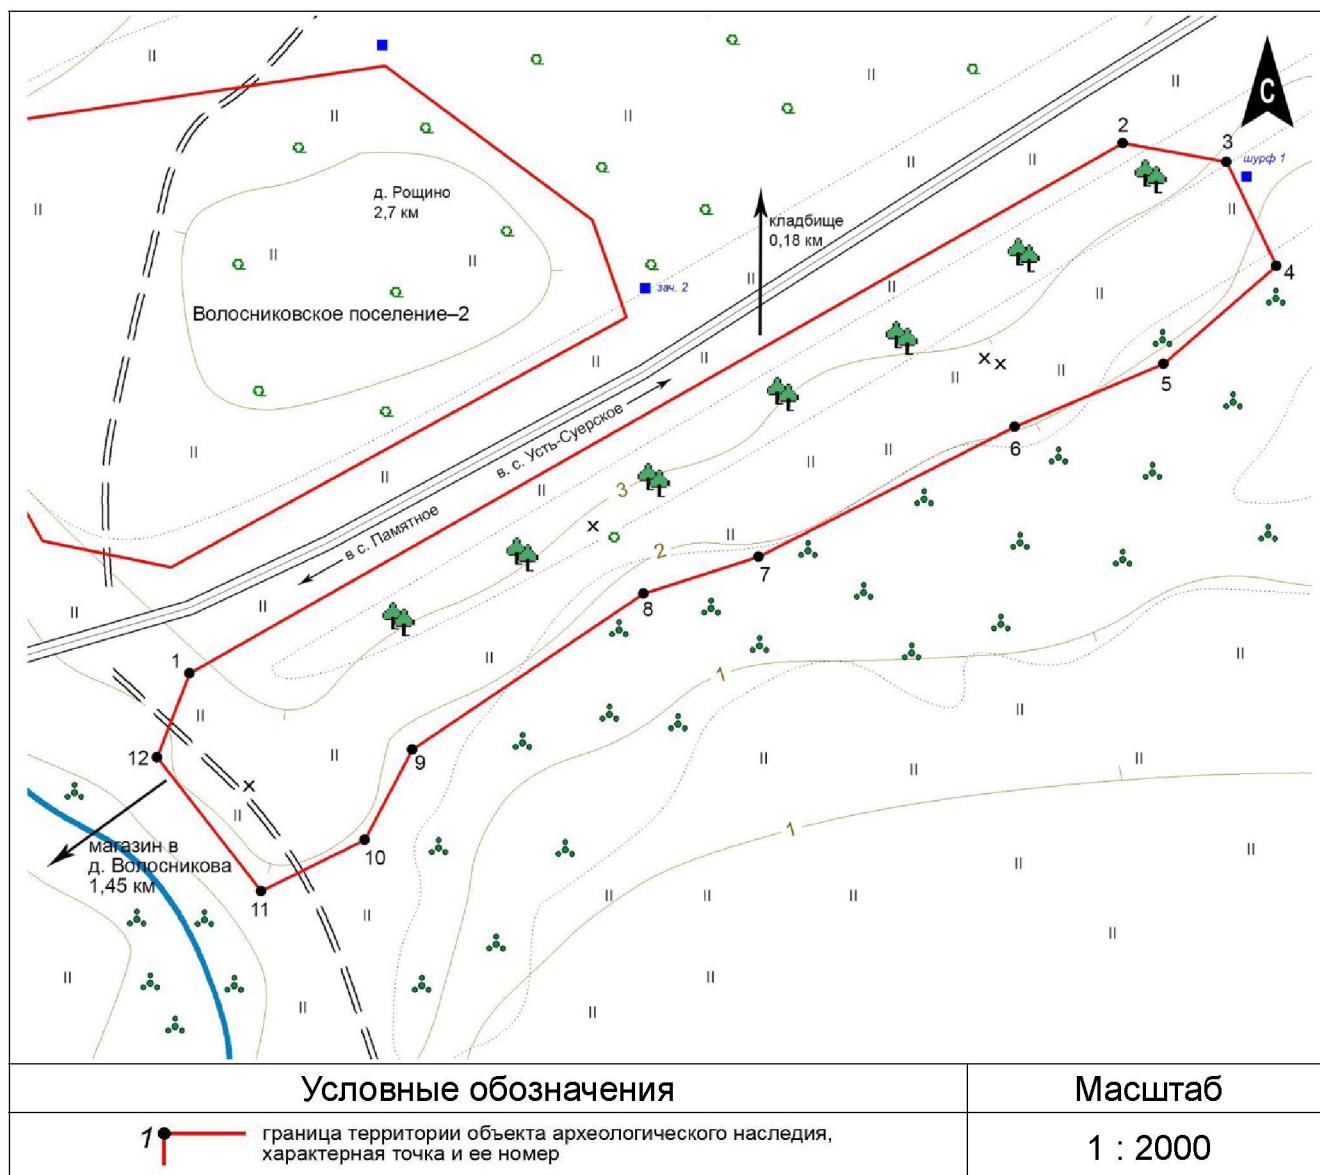 С
2
3
шурф 1
д. Рощино
2,7 км
кладбище
0,18 км
4
зач. 2
Волосниковское поселение–2
5
в. с. Усть-Суерское
6
3
в с. Памятное
2
7
8
1
1
12
9
1
магазин в
д. Волосникова
1,45 км
10
11
Условные обозначения
Масштаб
1
граница территории объекта археологического наследия,
характерная точка и ее номер
1 : 2000